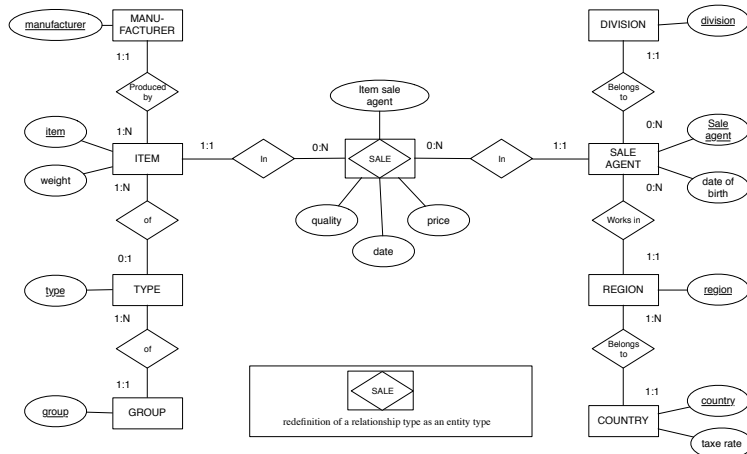 manufacturer
MANU-
FACTURER
1:1
Produced
by
1:N
item
weight
ITEM
1:1
In
0:N
Item sale
agent
SALE
quality
date
price
0:N
In
1:1
DIVISION
division
1:1
Belongs
to
0:N
SALE
AGENT
Sale
agent
date of
birth
0:N
Works in
1:1
REGION
region
1:N
Belongs
to
1:1
COUNTRY
country
taxe rate
1:N
of
0:1
type
TYPE
1:N
of
1:1
group
GROUP
SALE
redefinition of a relationship type as an entity type